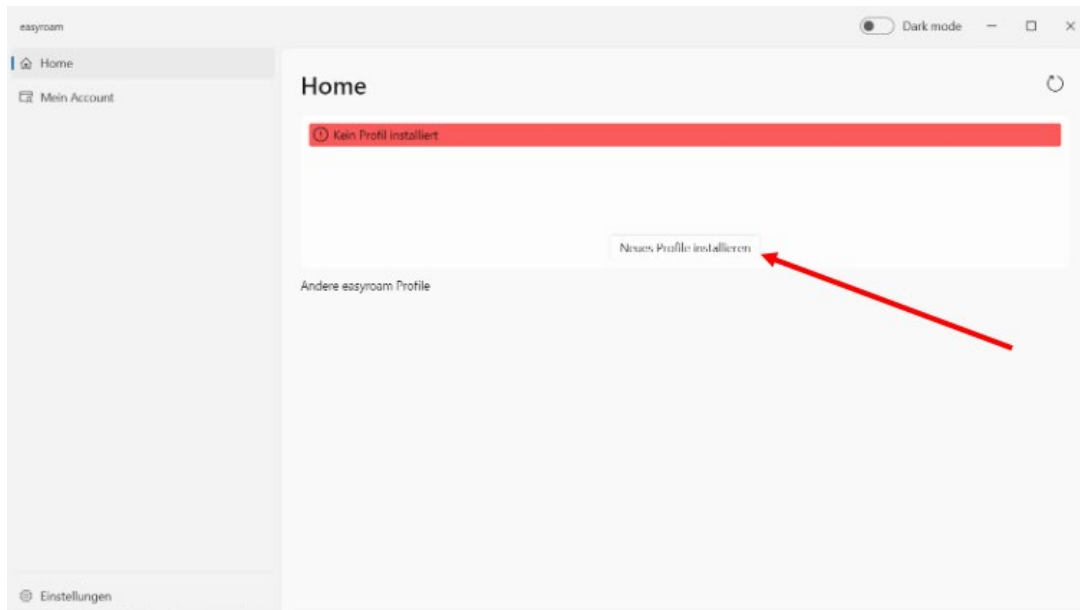 easyroam
Dark mode
Home
Mein Account
Home
Kein Profil installiert
Neues Profile installieren
Andere easyroam Profile
Einstellungen